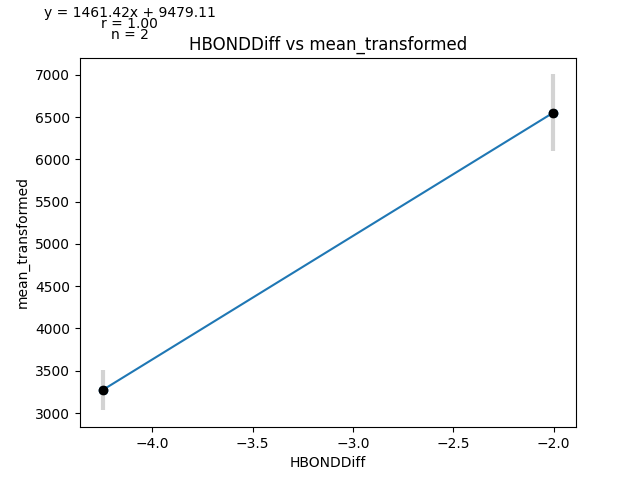 y = 1461.42x + 9479.11
r = 1.00
n = 2
HBONDDiff vs mean_transformed
7000
6500
6000
5500
5000
4500
4000
3500
3000
mean_transformed
−4.0 −3.5 −3.0 −2.5 −2.0
HBONDDiff